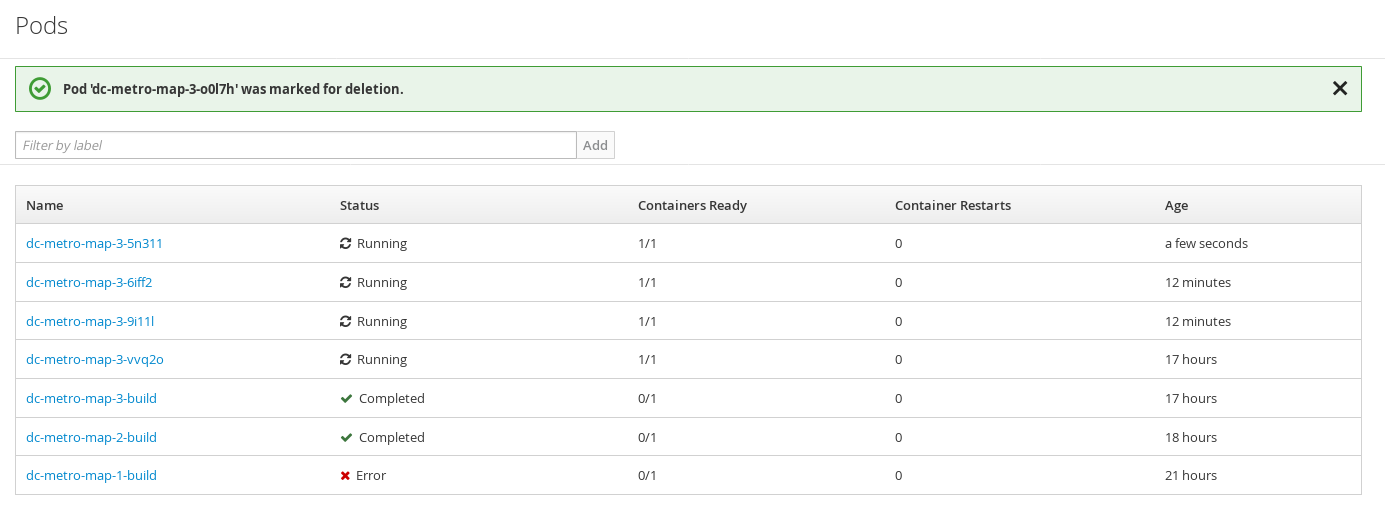 Pods
Pod 'dc-metro-map-3-o0l7h' was marked for deletion.
Filter by label Add
Name Status Containers Ready Container Restarts Age
dc-metro-map-3-5n311 Running 1/1 0 a few seconds
dc-metro-map-3-6iff2 Running 1/1 0 12 minutes
dc-metro-map-3-9i11l Running 1/1 0 12 minutes
dc-metro-map-3-vvq2o Running 1/1 0 17 hours
dc-metro-map-3-build Completed 0/1 0 17 hours
dc-metro-map-2-build Completed 0/1 0 18 hours
dc-metro-map-1-build Error 0/1 0 21 hours